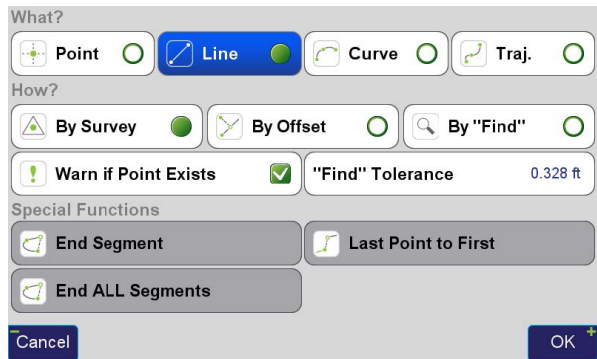 What?
Point Line Curve Traj.
How?
By Survey By Offset By "Find"
Warn if Point Exists "Find" Tolerance 0.328 ft
Special Functions
End Segment Last Point to First
End ALL Segments
Cancel OK